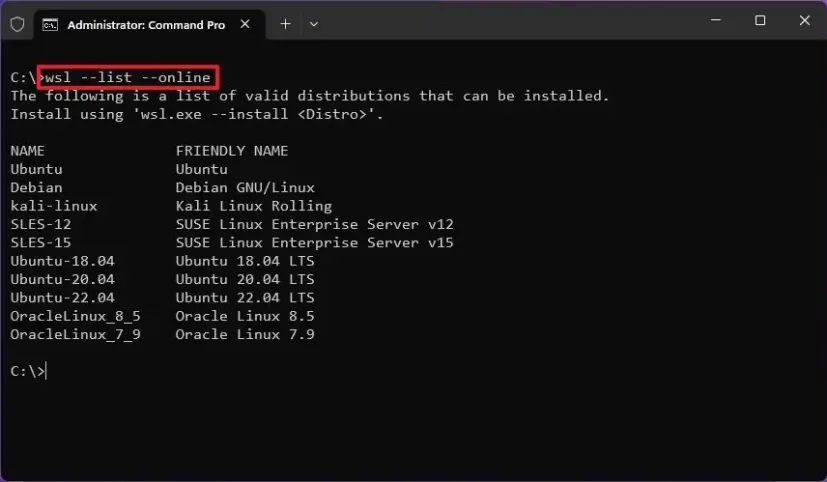 Administrator: Command Pro
C:\>wsl --list --online
The following is a list of valid distributions that can be installed.
Install using 'wsl.exe --install <Distro>'.
NAME FRIENDLY NAME
Ubuntu Ubuntu
Debian Debian GNU/Linux
kali-linux Kali Linux Rolling
SLES-12 SUSE Linux Enterprise Server v12
SLES-15 SUSE Linux Enterprise Server v15
Ubuntu-18.04 Ubuntu 18.04 LTS
Ubuntu-20.04 Ubuntu 20.04 LTS
Ubuntu-22.04 Ubuntu 22.04 LTS
OracleLinux_8_5 Oracle Linux 8.5
OracleLinux_7_9 Oracle Linux 7.9
C:\>